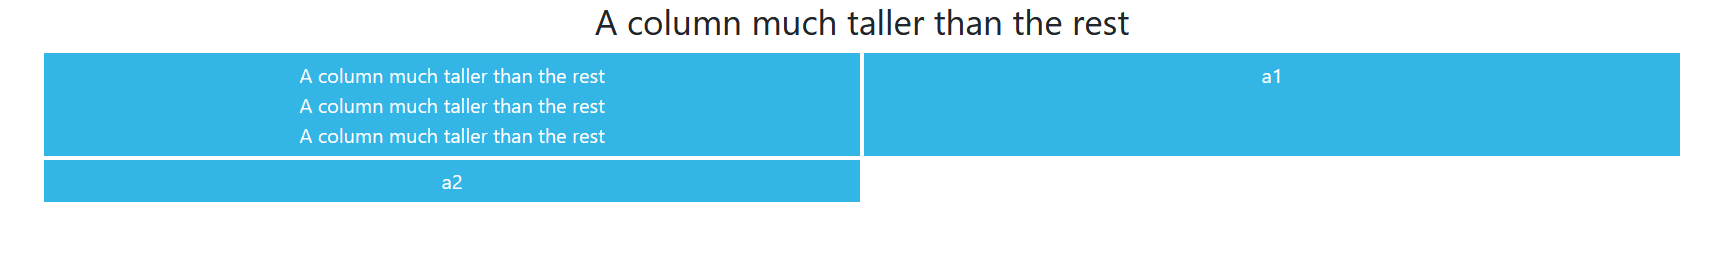 A column much taller than the rest
A column much taller than the rest
A column much taller than the rest
A column much taller than the rest
a1
a2